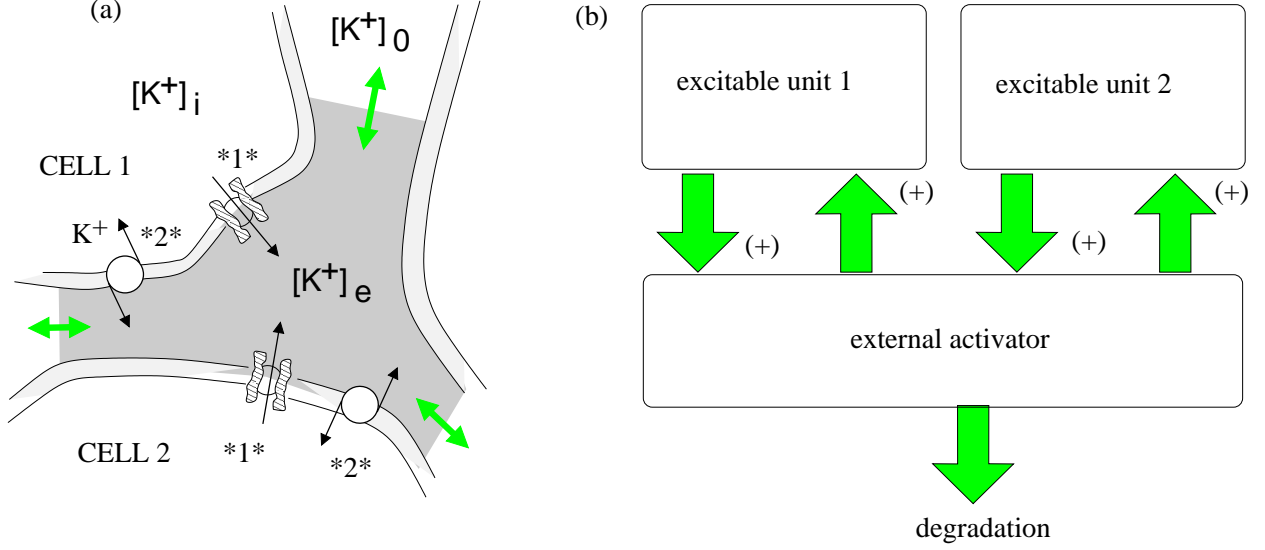 (a)
[K+]0
[K+]i
CELL 1
*1*
K+
*2*
[K+]e
CELL 2
*1*
*2*
(b)
excitable unit 1
excitable unit 2
(+)
(+)
(+)
(+)
external activator
degradation